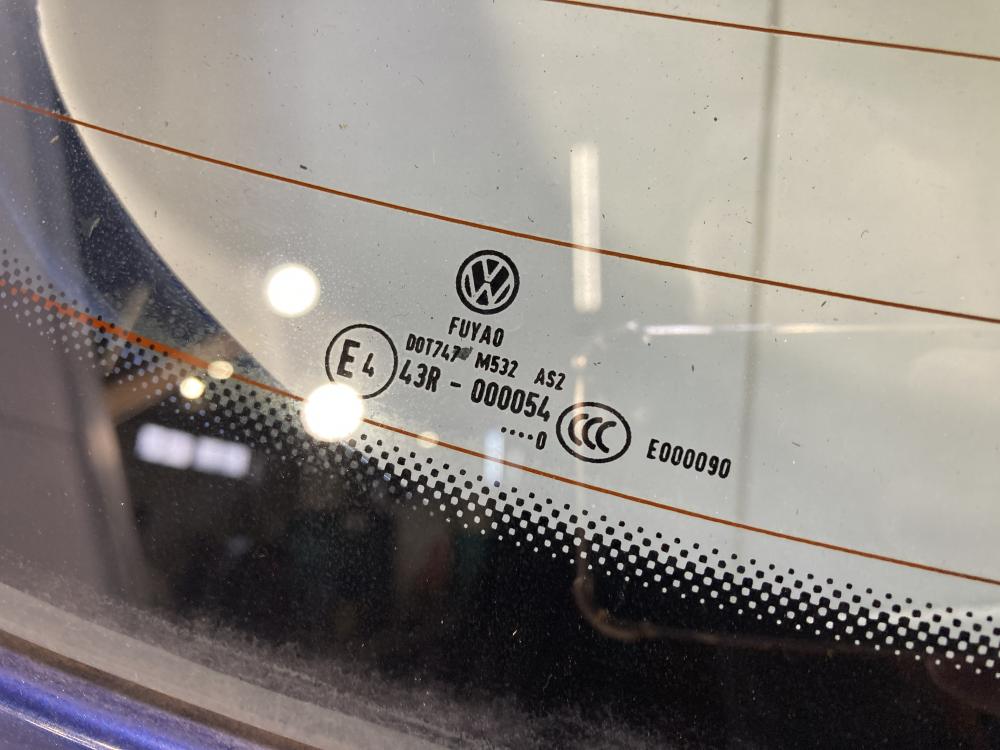 FUYAO
DOT747 M532 AS2
E4 43R - 000054
.....0
CCC E000090